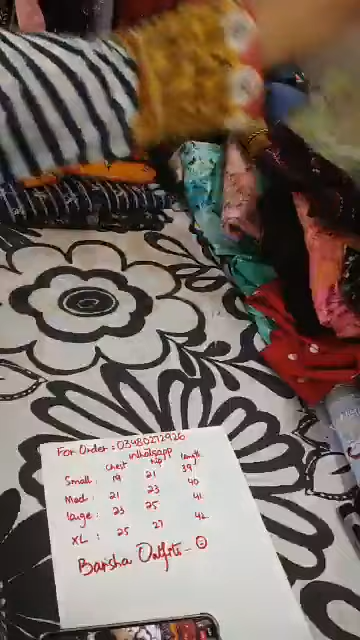 For Order : 03480272926
Whatsapp
chest hip length
Small : 19 21 39
Med : 21 23 40
large : 23 25 41
XL : 25 27 42
Barsha Outfits - ☺